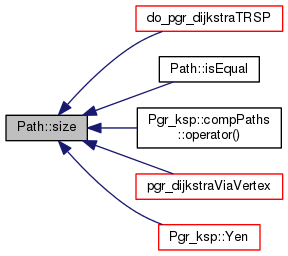 do_pgr_dijkstraTRSP
Path::isEqual
Path::size
Pgr_ksp::compPaths
::operator()
pgr_dijkstraViaVertex
Pgr_ksp::Yen